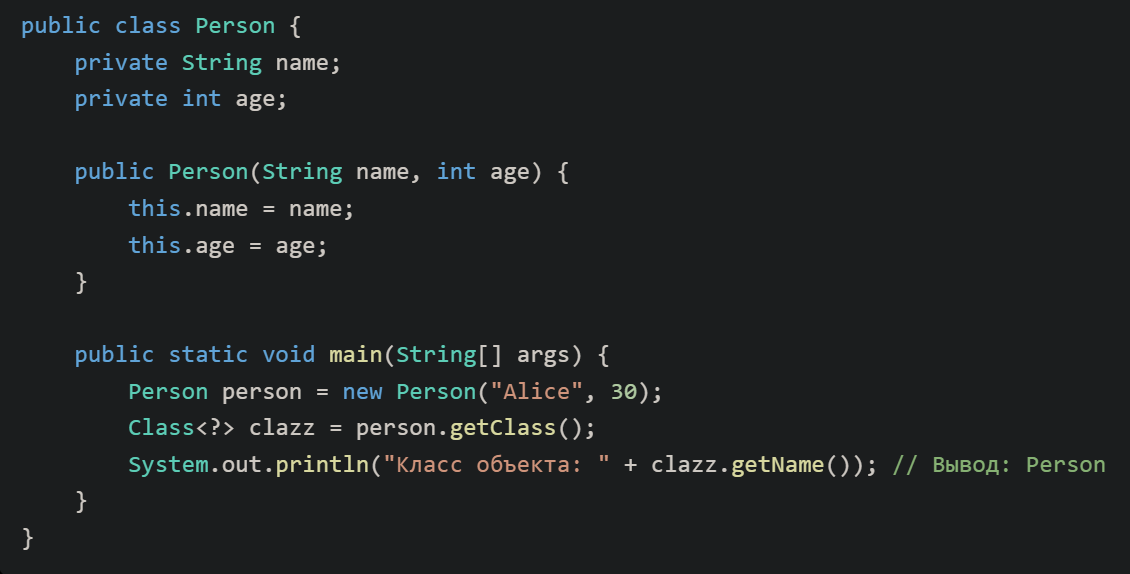 public class Person {
    private String name;
    private int age;

    public Person(String name, int age) {
        this.name = name;
        this.age = age;
    }

    public static void main(String[] args) {
        Person person = new Person("Alice", 30);
        Class<?> clazz = person.getClass();
        System.out.println("Класс объекта: " + clazz.getName()); // Вывод: Person
    }
}